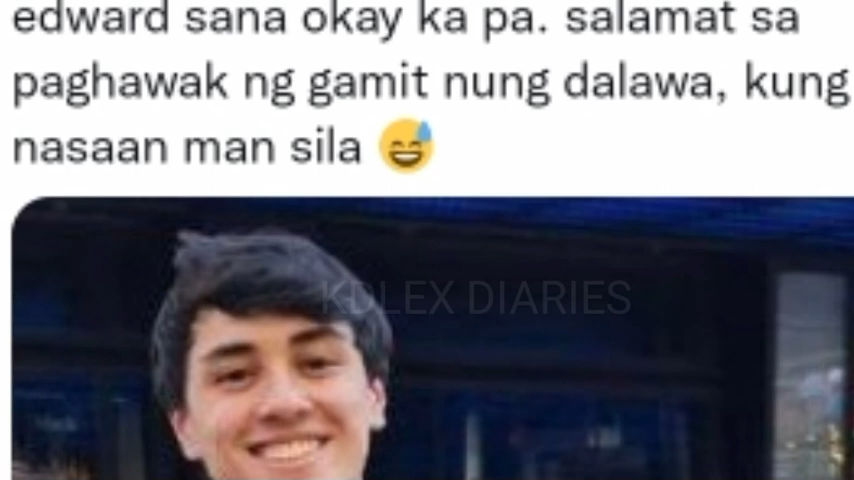 edward sana okay ka pa. salamat sa
paghawak ng gamit nung dalawa, kung
nasaan man sila 😅
KDLEX DIARIES